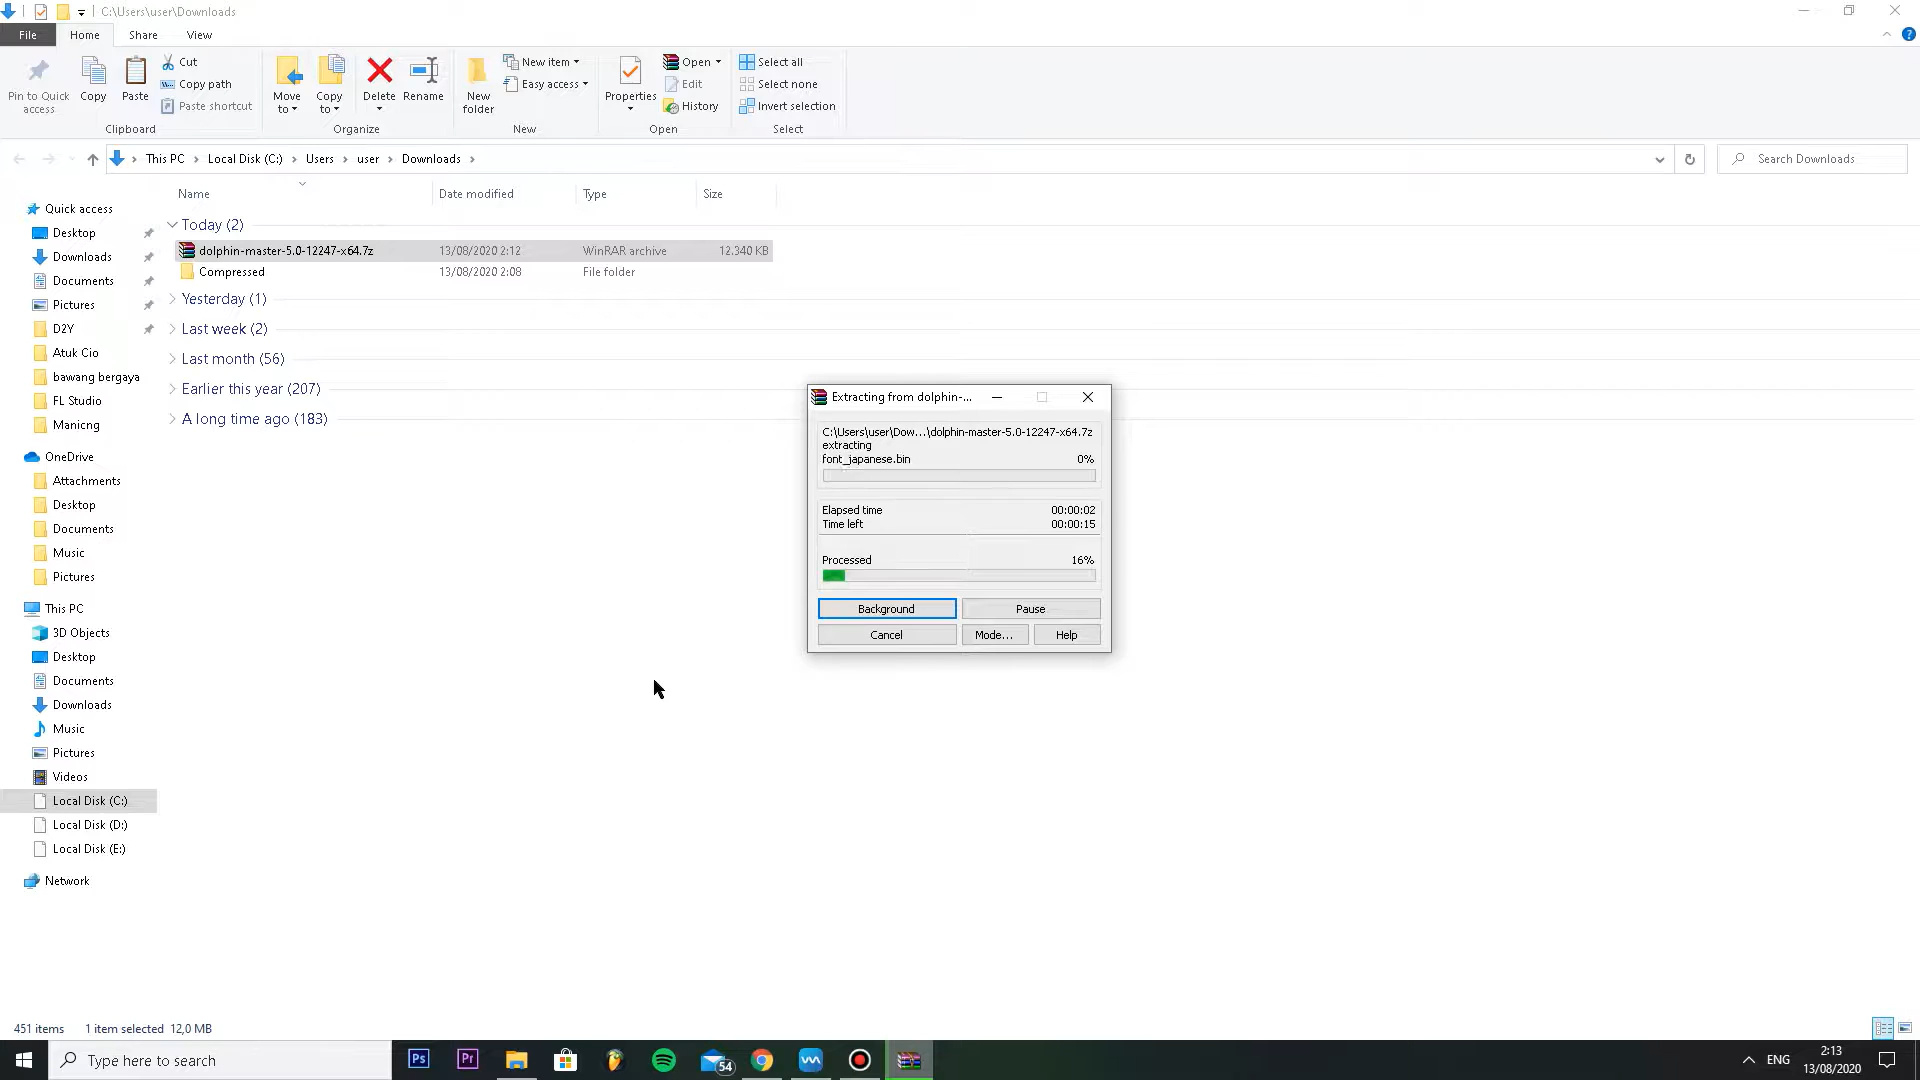 C:\Users\user\Downloads
File
Home
Share
View
Pin to Quick access
Copy
Paste
Cut
Copy path
Paste shortcut
Clipboard
Move to
Copy to
Delete
Rename
Organize
New folder
New item
Easy access
New
Properties
Open
Edit
History
Open
Select all
Select none
Invert selection
Select
This PC
Local Disk (C:)
Users
user
Downloads
Search Downloads
Name
Date modified
Type
Size
Today (2)
dolphin-master-5.0-12247-x64.7z 13/08/2020 2:12 WinRAR archive 12.340 KB
Compressed 13/08/2020 2:08 File folder
Yesterday (1)
Last week (2)
Last month (56)
Earlier this year (207)
A long time ago (183)
Quick access
Desktop
Downloads
Documents
Pictures
D2Y
Atuk Cio
bawang bergaya
FL Studio
Manicng
OneDrive
Attachments
Desktop
Documents
Music
Pictures
This PC
3D Objects
Desktop
Documents
Downloads
Music
Pictures
Videos
Local Disk (C:)
Local Disk (D:)
Local Disk (E:)
Network
Extracting from dolphin-...
C:\Users\user\Dow...\dolphin-master-5.0-12247-x64.7z
extracting
font_japanese.bin 0%
Elapsed time 00:00:02
Time left 00:00:15
Processed 16%
Background
Pause
Cancel
Mode...
Help
451 items 1 item selected 12,0 MB
Type here to search
Ps
Pr
54
ENG
2:13
13/08/2020